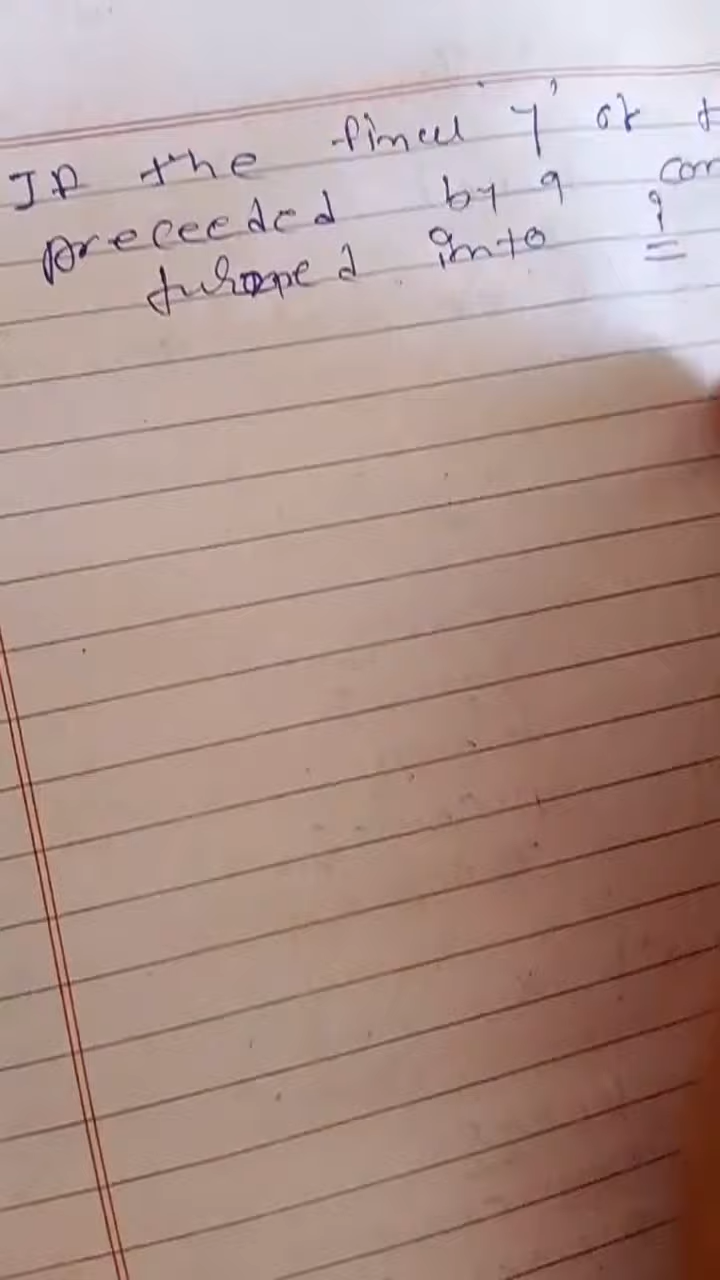 If the final 'y' of t
preceeded by a con
turned into i